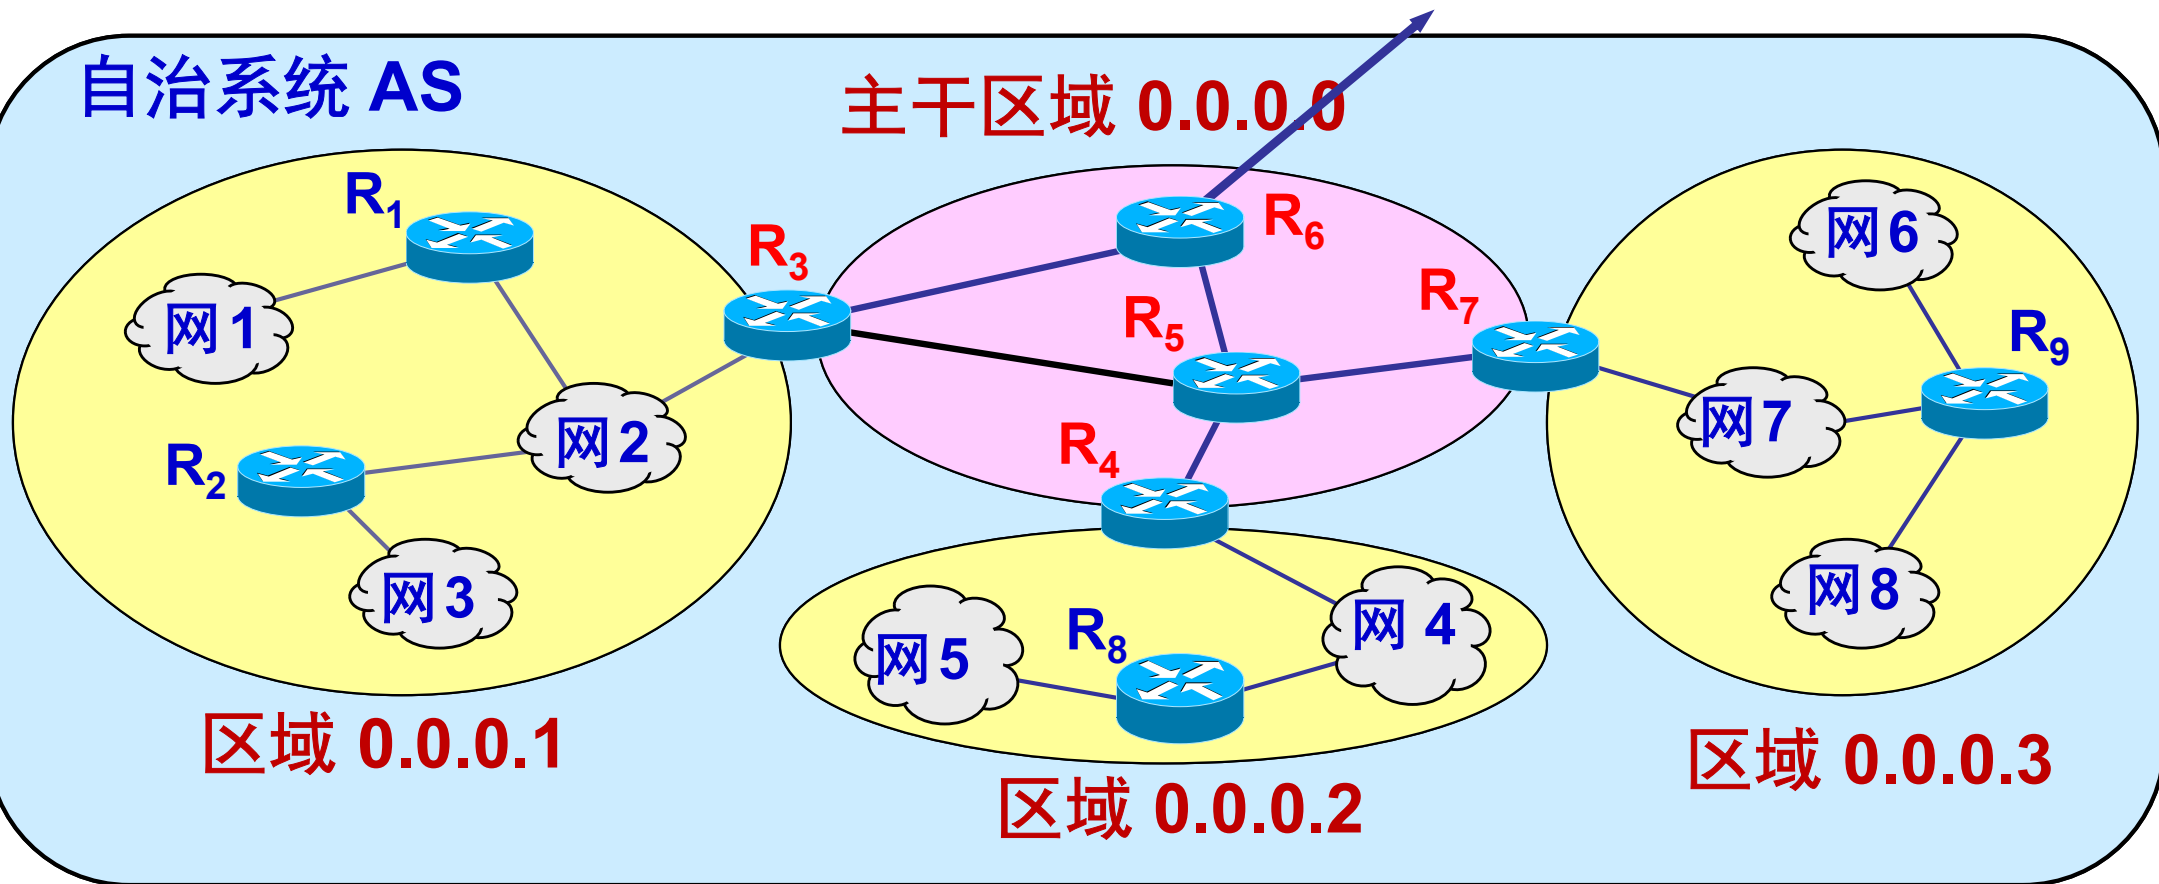 自治系统 AS
主干区域 0.0.0.0
R1
R3
R6
网6
网1
R5
R7
R9
R2
网2
R4
网7
网3
网5
R8
网 4
网8
区域 0.0.0.1
区域 0.0.0.2
区域 0.0.0.3